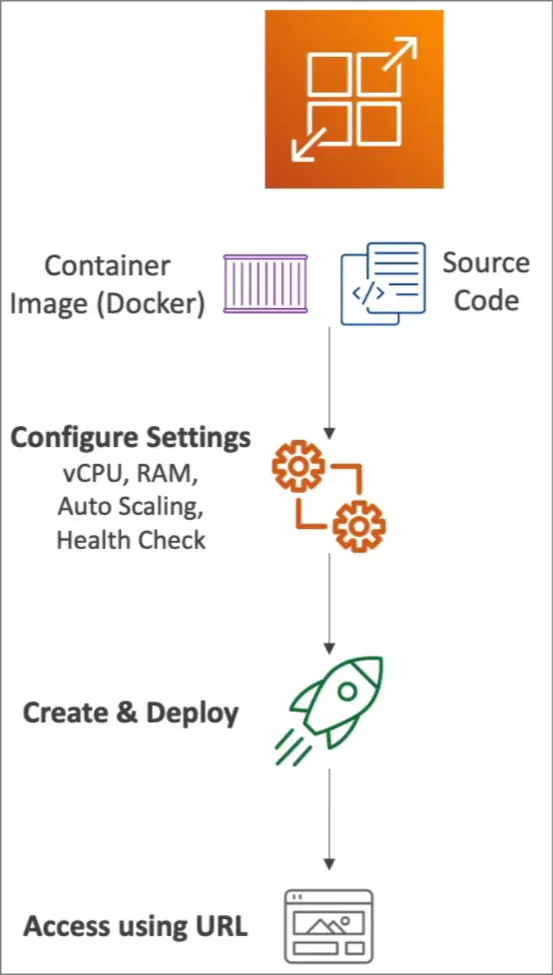 Container
Image (Docker)
Source
Code
Configure Settings
vCPU, RAM,
Auto Scaling,
Health Check
Create & Deploy
Access using URL